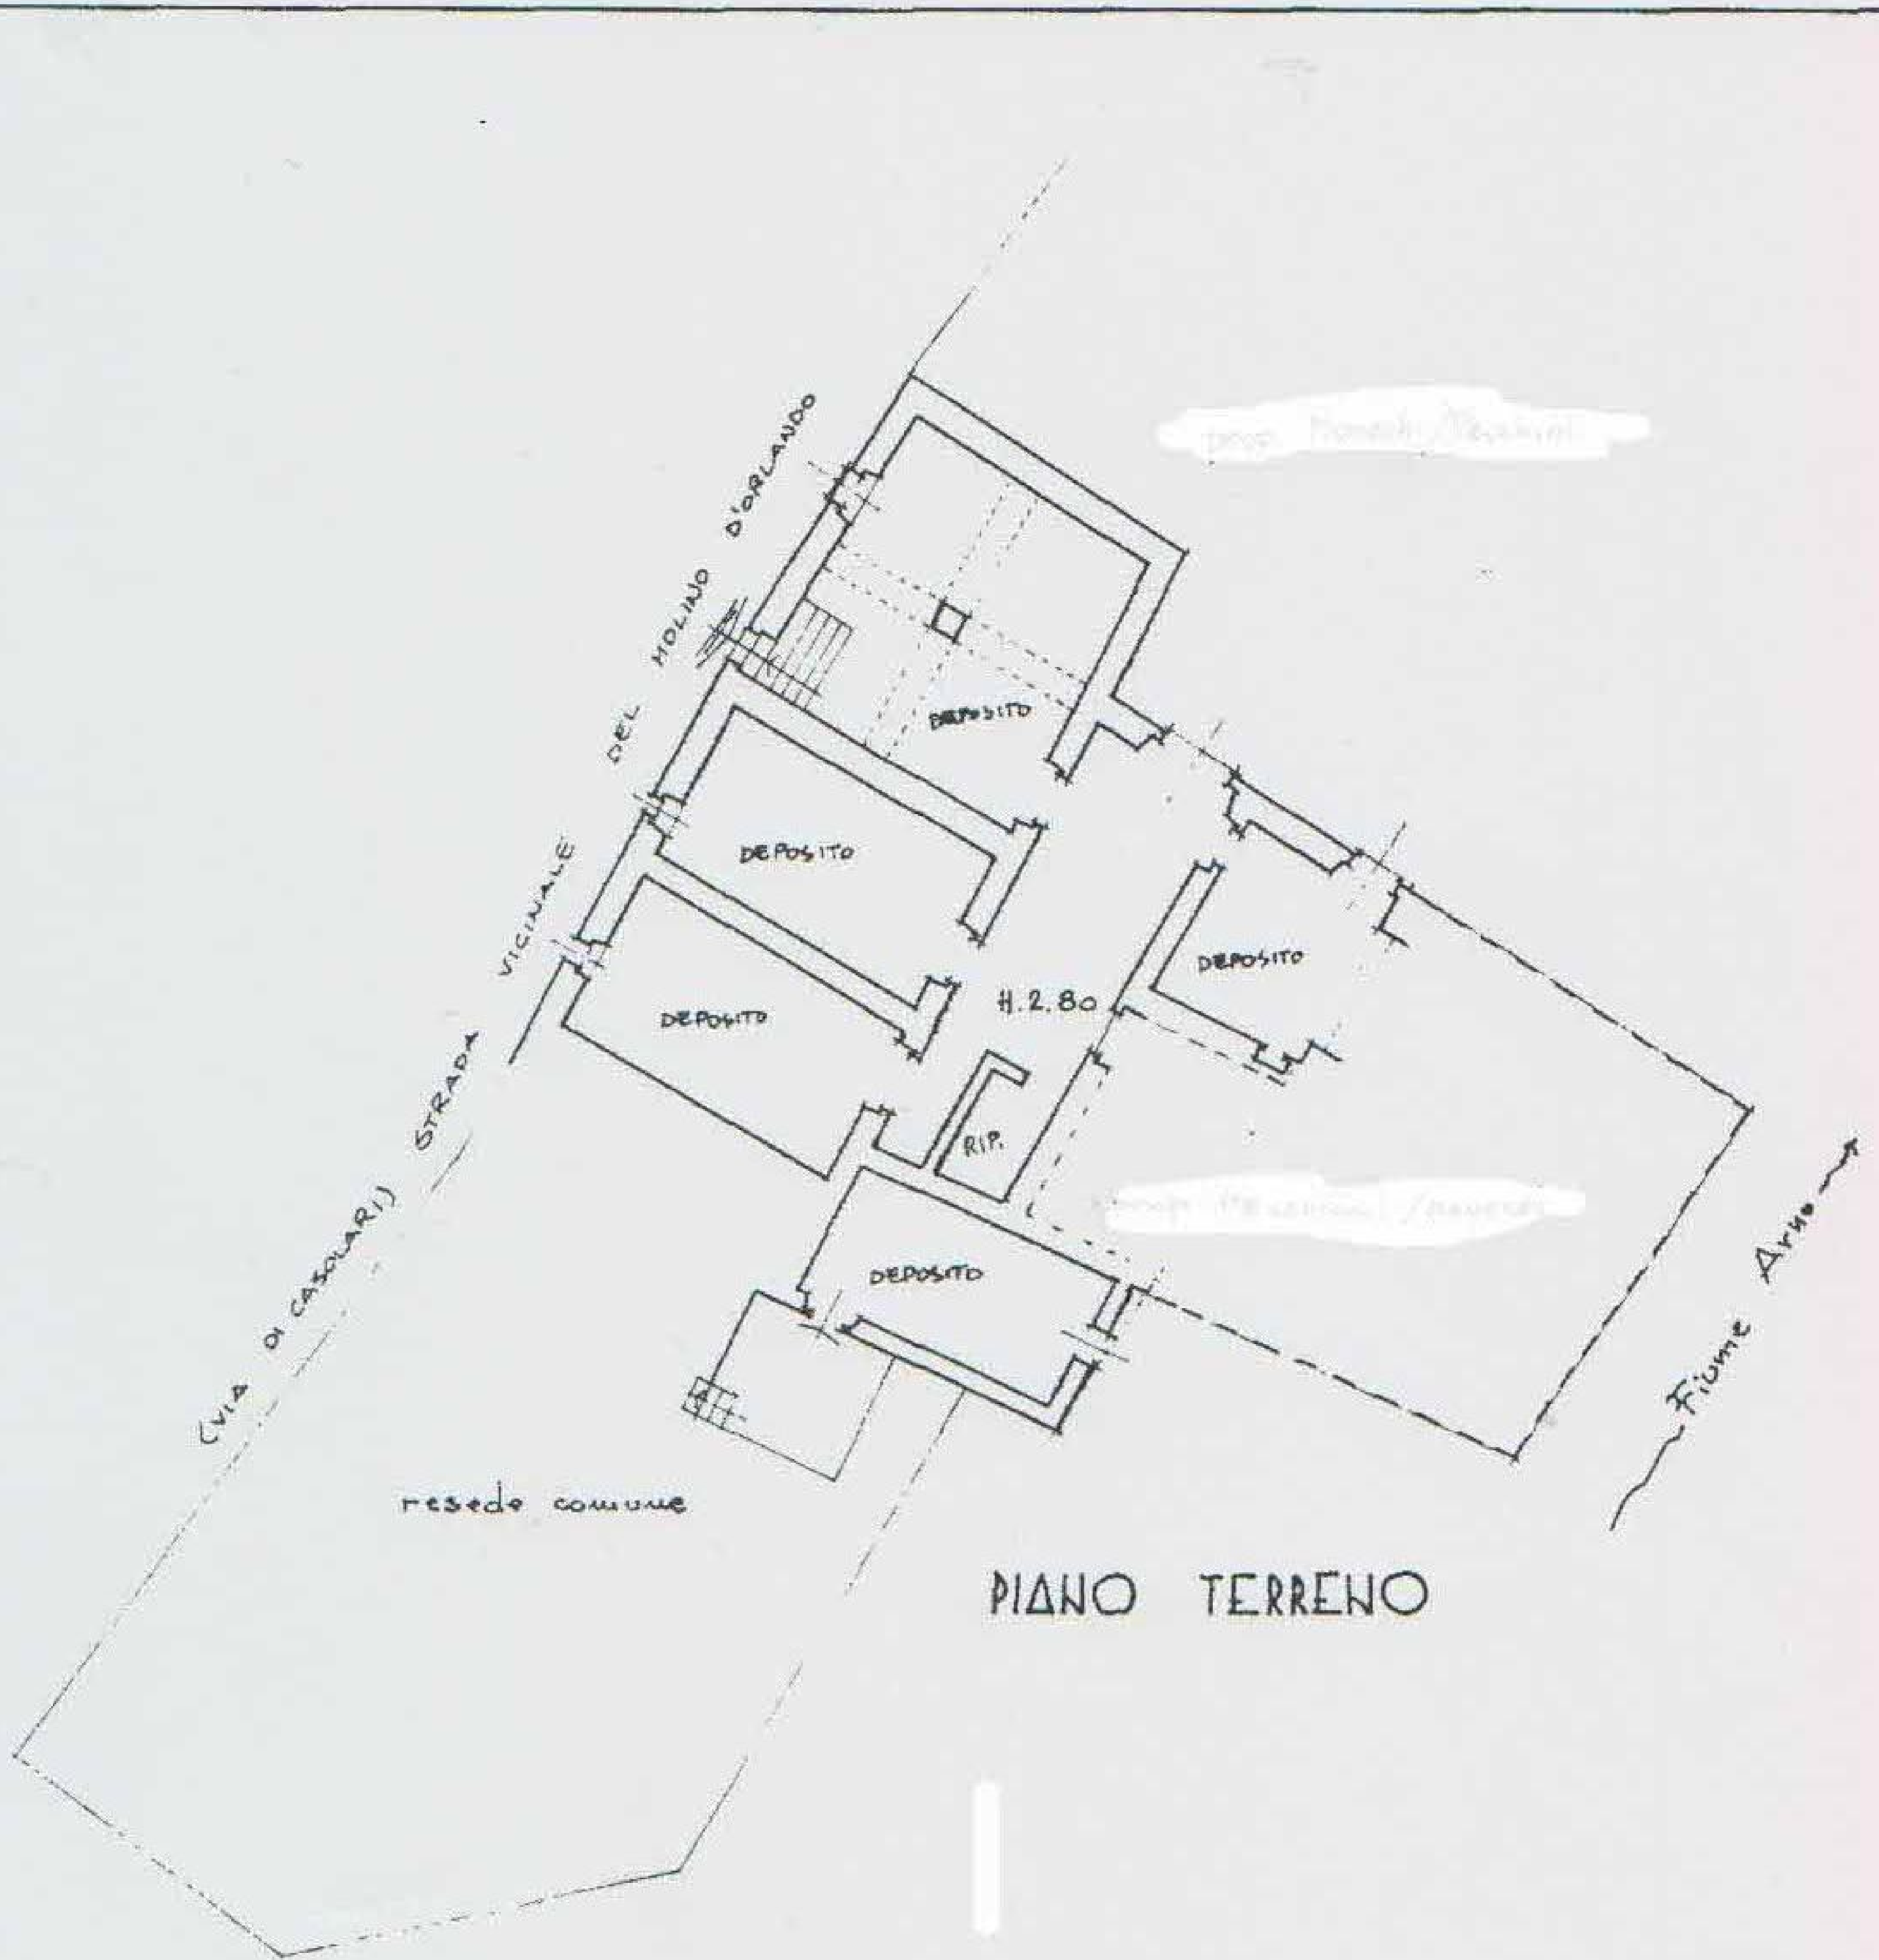 STRADA VICINALE DEL MOLINO D'ORLANDO
(VIA DI CASOLARI)
DEPOSITO
DEPOSITO
DEPOSITO
H. 2.80
DEPOSITO
RIP.
DEPOSITO
Fiume Arno
resede comune
PIANO TERRENO